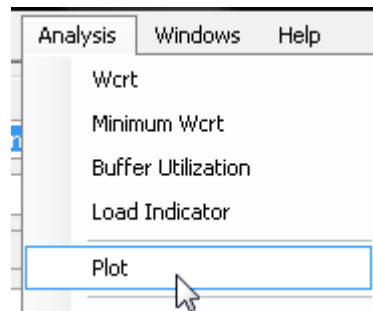 Analysis Windows Help
Wcrt
Minimum Wcrt
Buffer Utilization
Load Indicator
Plot